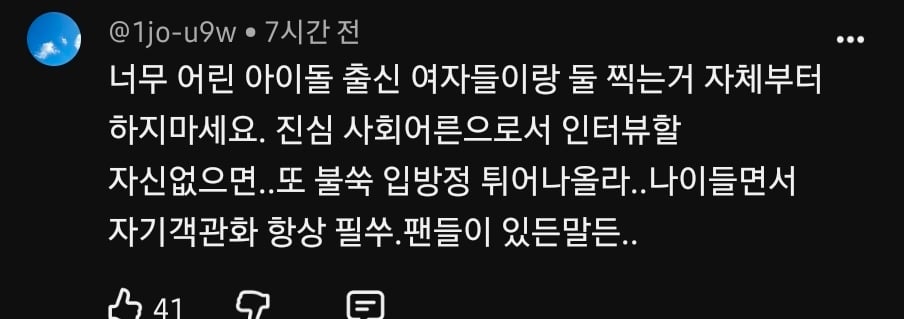 @1jo-u9w • 7시간 전
너무 어린 아이돌 출신 여자들이랑 둘 찍는거 자체부터
하지마세요. 진심 사회어른으로서 인터뷰할
자신없으면..또 불쑥 입방정 튀어나올라..나이들면서
자기객관화 항상 필쑤.팬들이 있든말든..
41